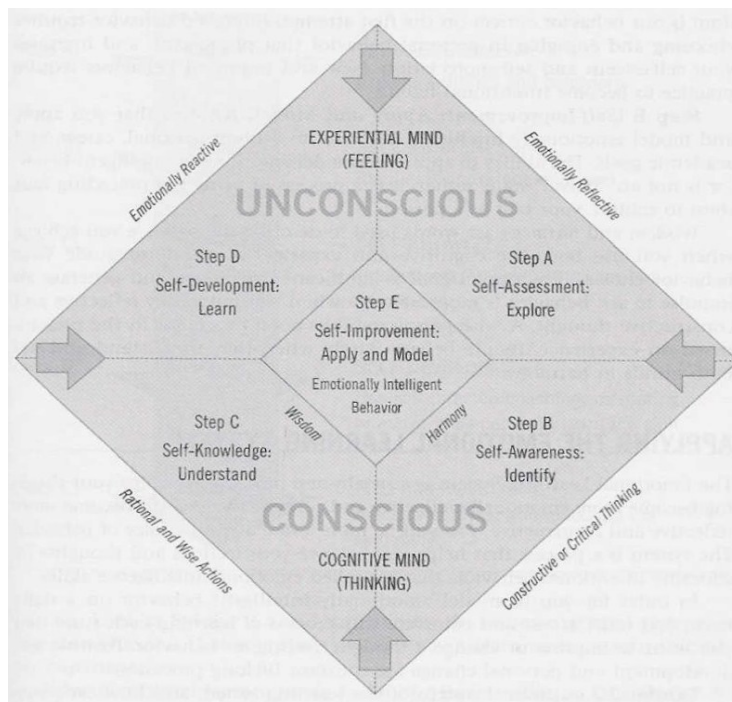 EXPERIENTIAL MIND
(FEELING)
Emotionally Reactive
Emotionally Reflective
UNCONSCIOUS
Step D
Self-Development:
Learn
Step A
Self-Assessment:
Explore
Step E
Self-Improvement:
Apply and Model
Emotionally Intelligent
Behavior
Step C
Self-Knowledge:
Understand
Wisdom
Harmony
Step B
Self-Awareness:
Identify
CONSCIOUS
Rational and Wise Actions
Constructive or Critical Thinking
COGNITIVE MIND
(THINKING)